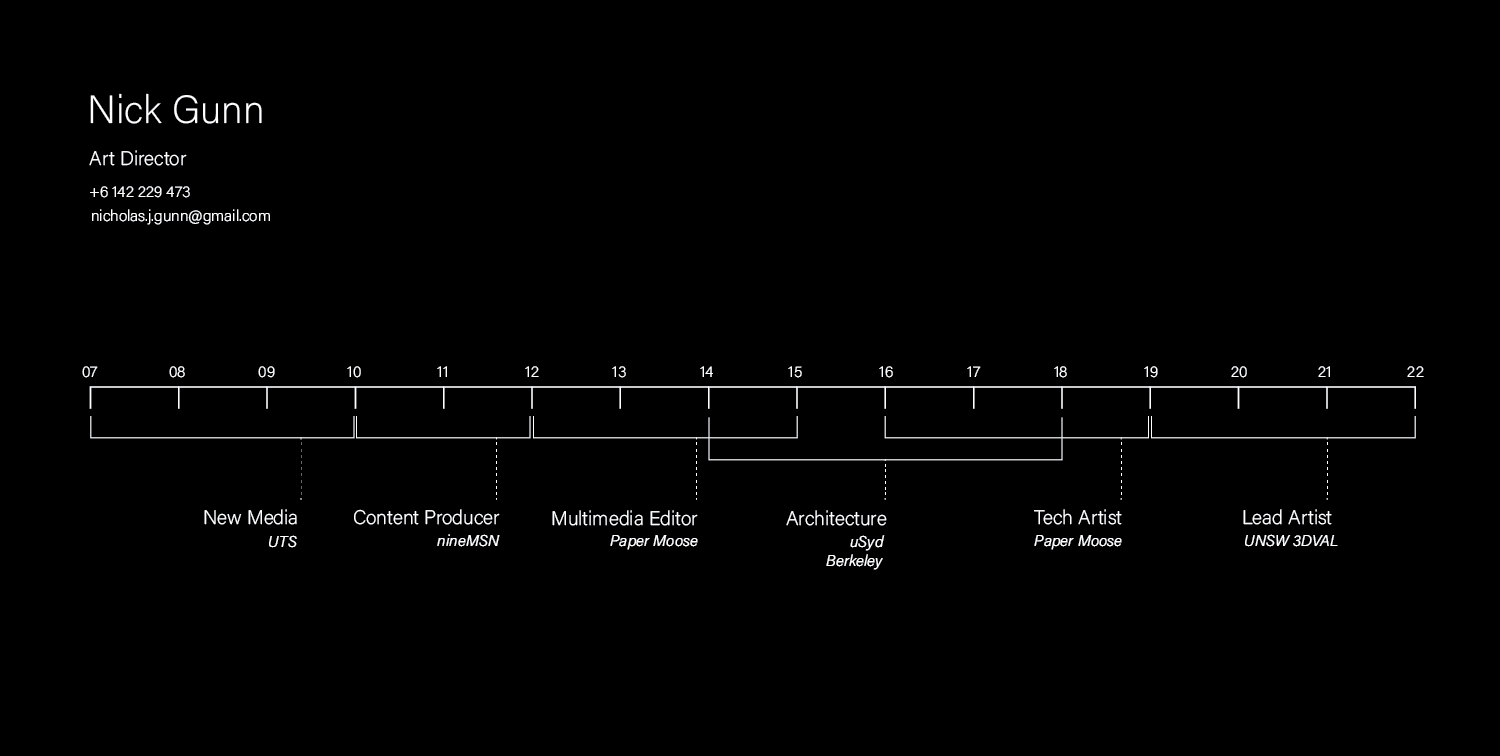 Nick Gunn
Art Director
+6 142 229 473
nicholas.j.gunn@gmail.com
07 08 09 10 11 12 13 14 15 16 17 18 19 20 21 22
New Media
UTS
Content Producer
nineMSN
Multimedia Editor
Paper Moose
Architecture
uSyd
Berkeley
Tech Artist
Paper Moose
Lead Artist
UNSW 3DVAL